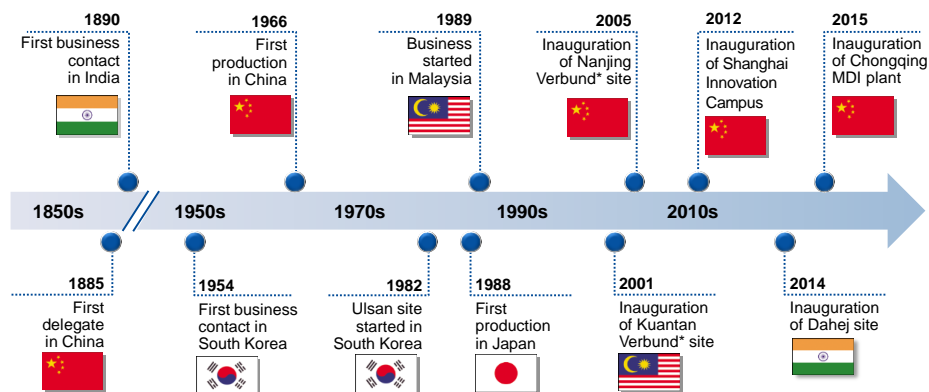 1890
First business
contact
in India
1966
First
production
in China
1989
Business
started
in Malaysia
2005
Inauguration
of Nanjing
Verbund* site
2012
Inauguration
of Shanghai
Innovation
Campus
2015
Inauguration
of Chongqing
MDI plant
1850s
1950s
1970s
1990s
2010s
1885
First
delegate
in China
1954
First business
contact in
South Korea
1982
Ulsan site
started in
South Korea
1988
First
production
in Japan
2001
Inauguration
of Kuantan
Verbund* site
2014
Inauguration
of Dahej site